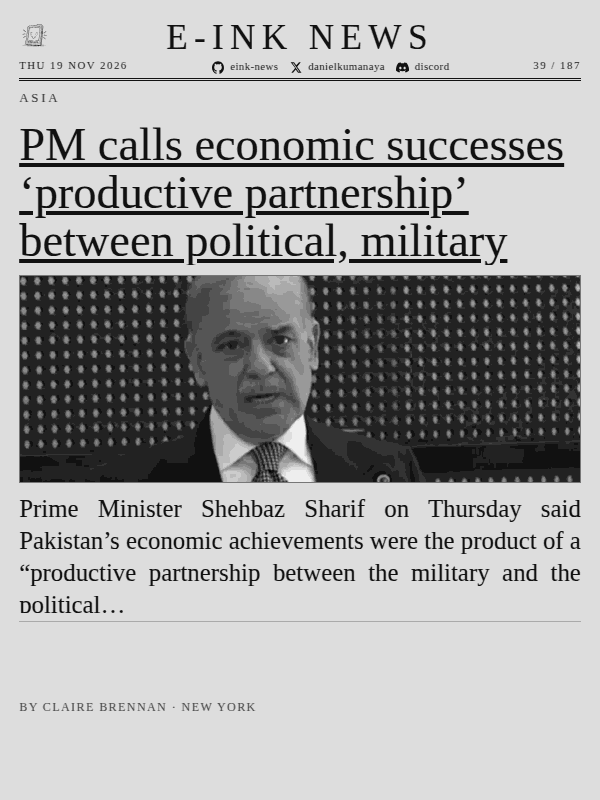 E-INK NEWS
THU 19 NOV 2026
eink-news
danielkumanaya
discord
39 / 187
ASIA
PM calls economic successes
‘productive partnership’
between political, military
Prime Minister Shehbaz Sharif on Thursday said
Pakistan’s economic achievements were the product of a
“productive partnership between the military and the
political…
BY CLAIRE BRENNAN · NEW YORK